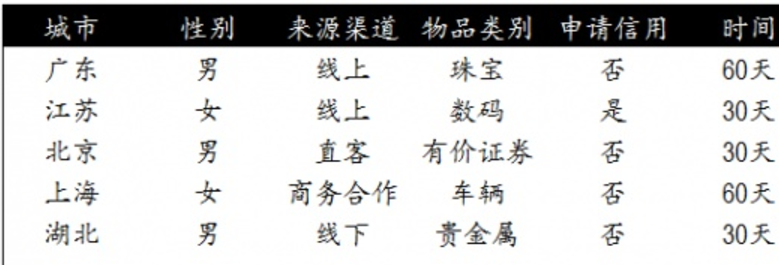 城市 性别 来源渠道 物品类别 申请信用 时间
广东 男 线上 珠宝 否 60天
江苏 女 线上 数码 是 30天
北京 男 直客 有价证券 否 30天
上海 女 商务合作 车辆 否 60天
湖北 男 线下 贵金属 否 30天